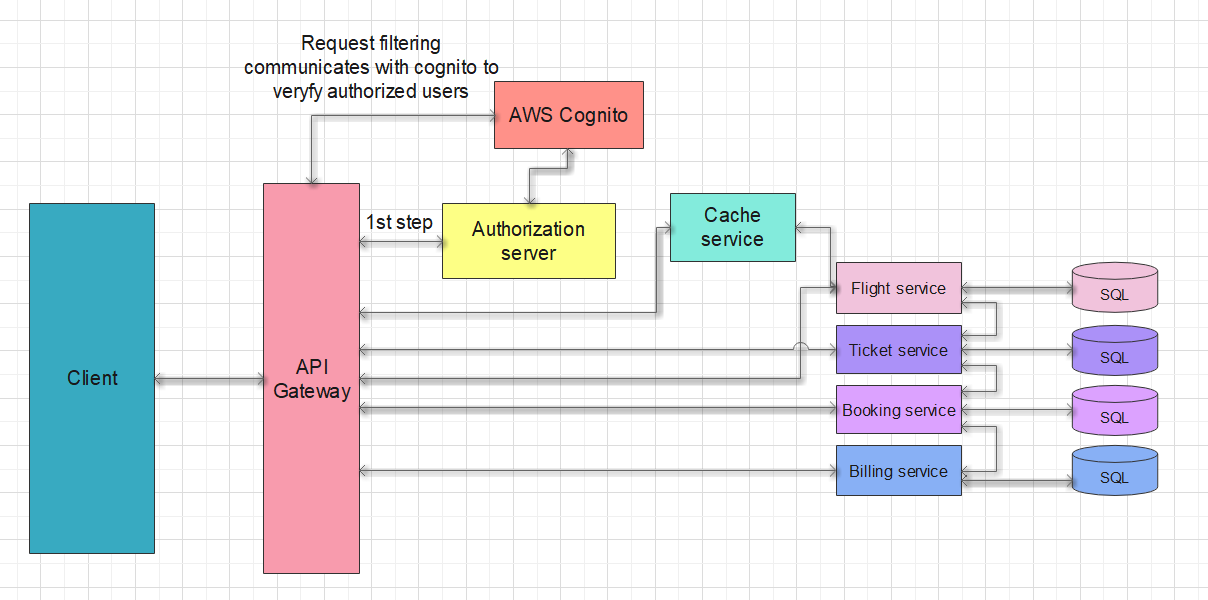 Request filtering
communicates with cognito to
veryfy authorized users
AWS Cognito
1st step
Authorization
server
Cache
service
Flight service
SQL
Ticket service
SQL
Client
API
Gateway
Booking service
SQL
Billing service
SQL